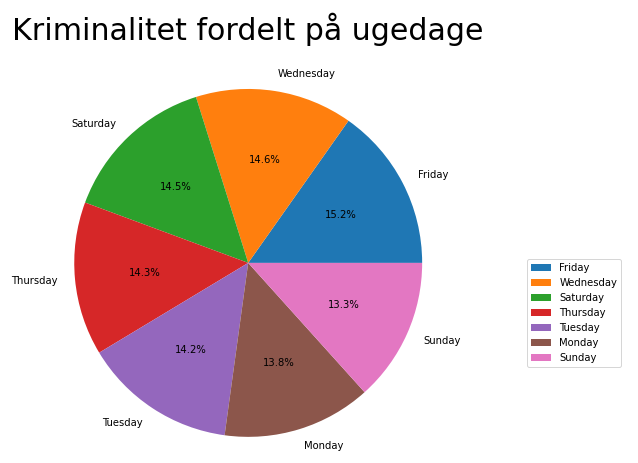 Kriminalitet fordelt på ugedage
Wednesday
Saturday
Friday
14.6%
14.5%
15.2%
Thursday
14.3%
13.3%
Sunday
14.2%
13.8%
Tuesday
Monday
Friday
Wednesday
Saturday
Thursday
Tuesday
Monday
Sunday